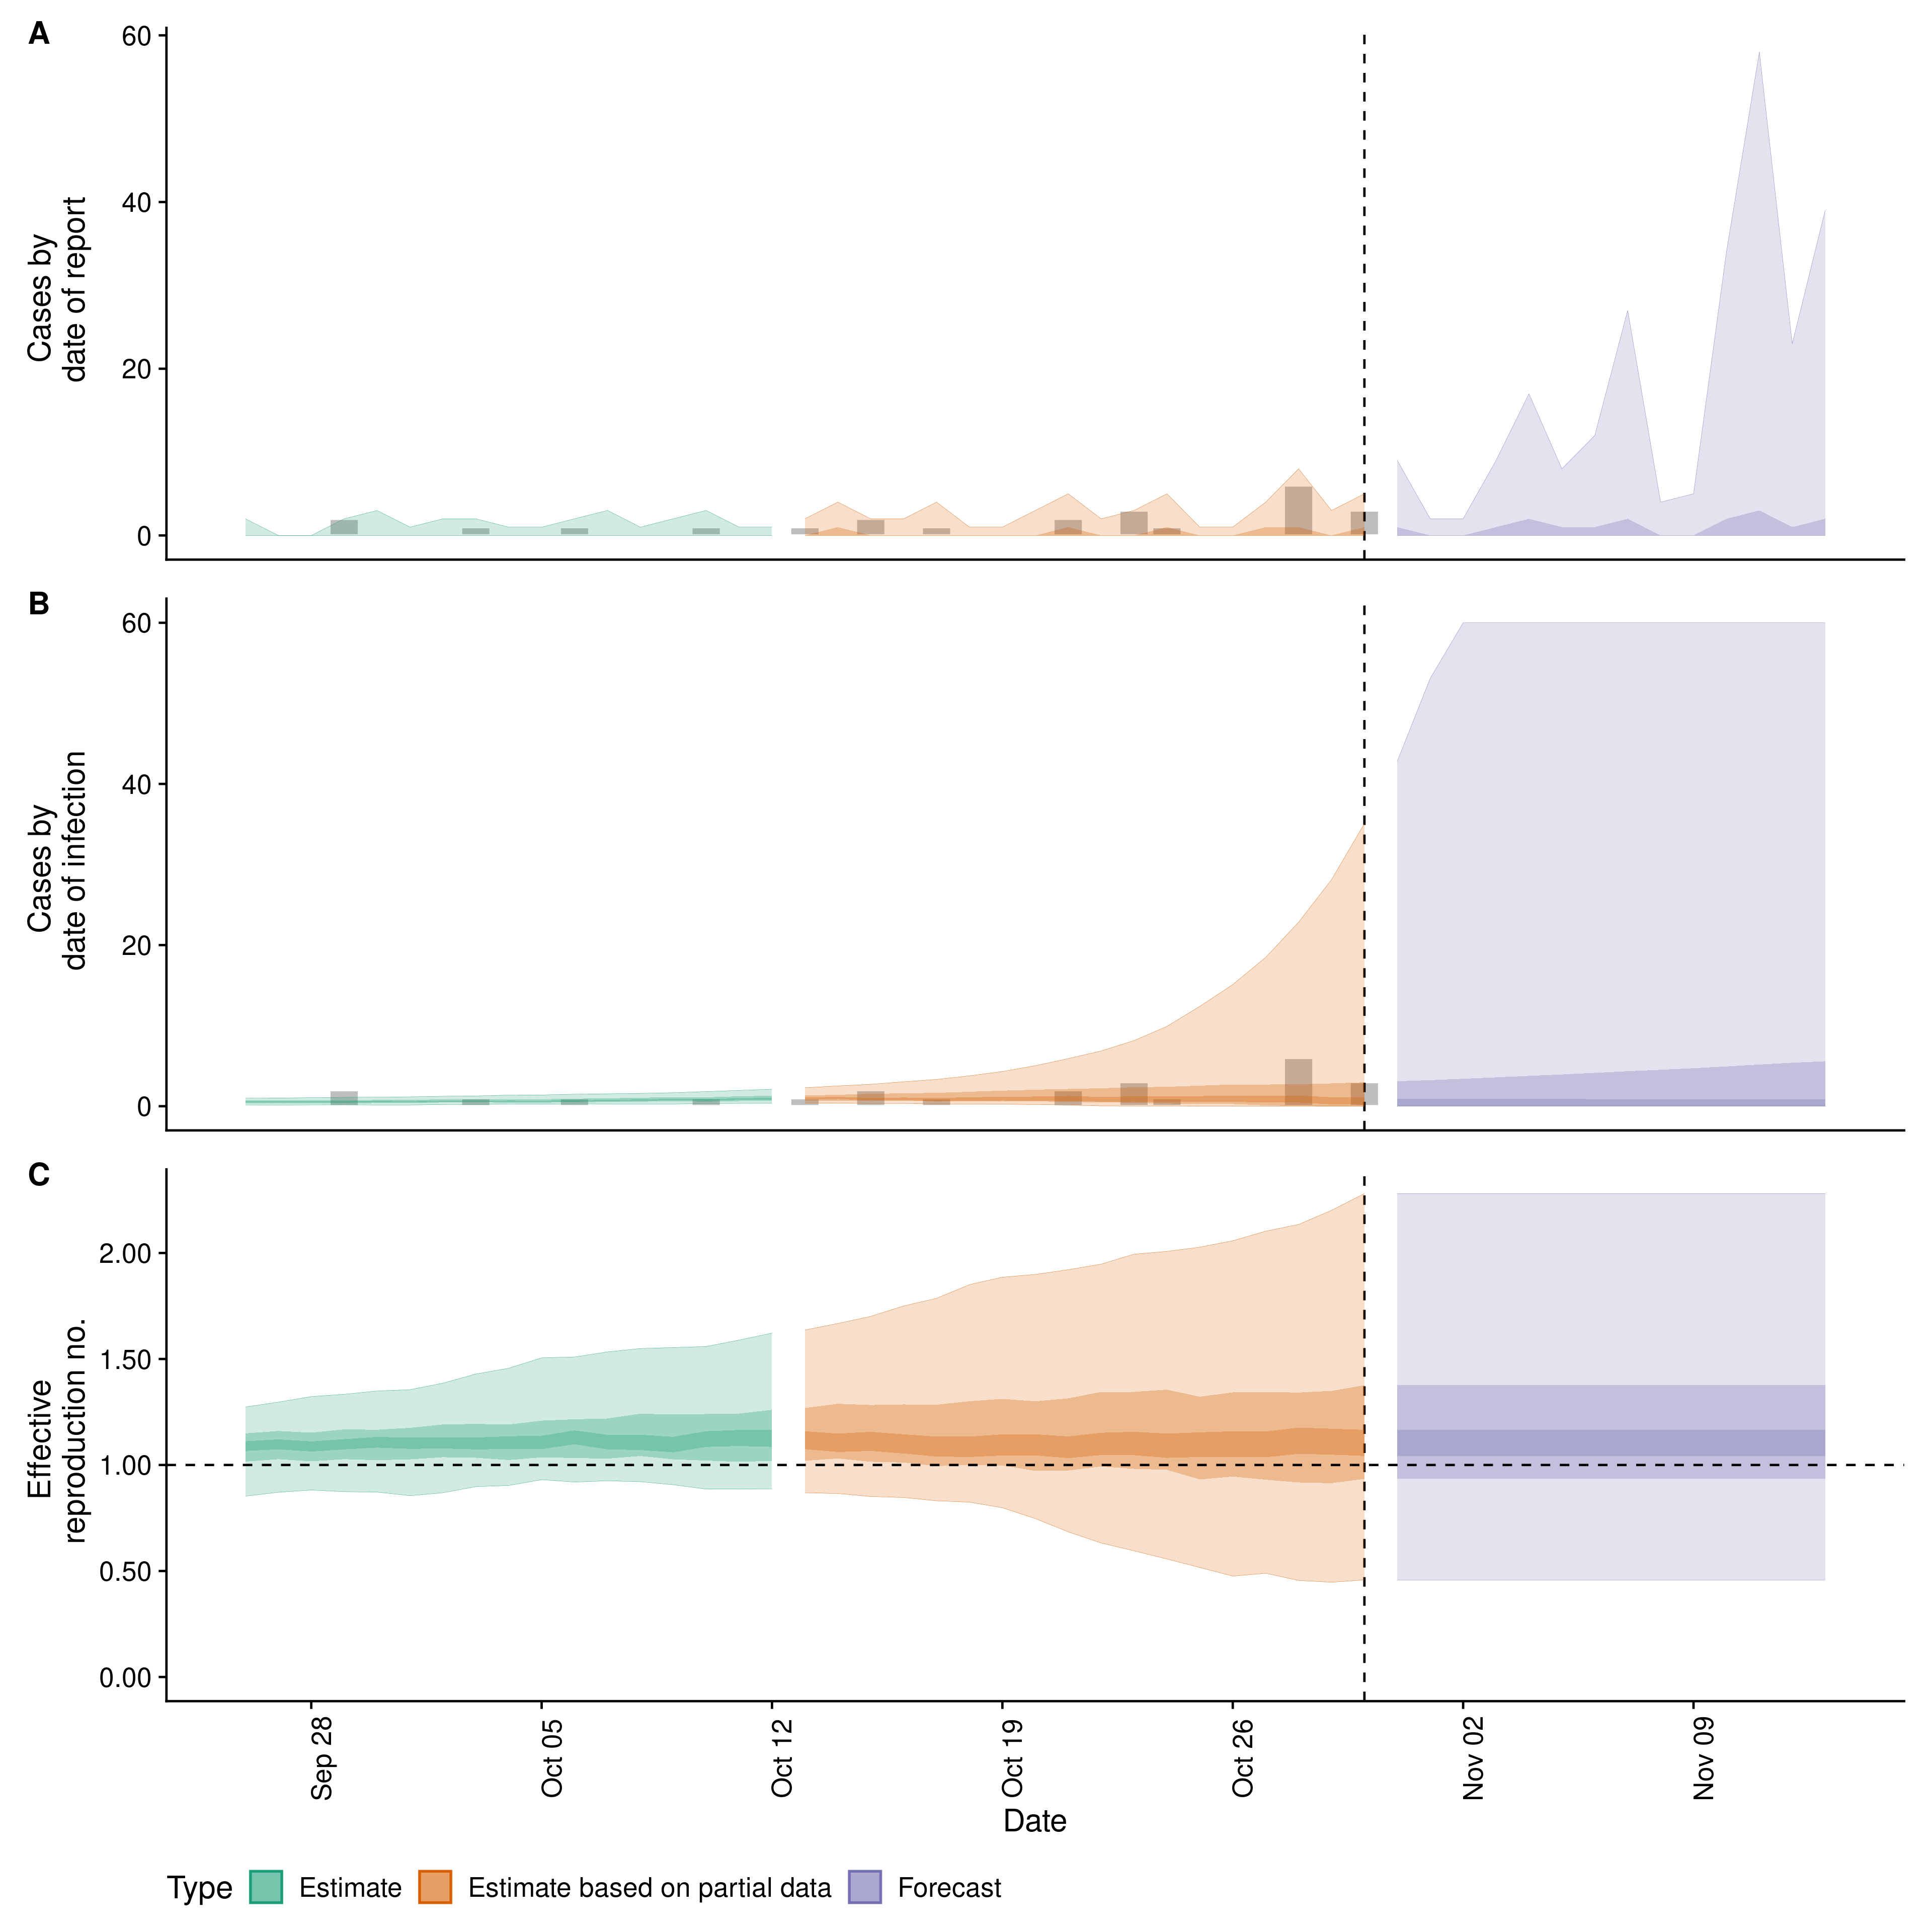 A
60
40
20
0
Cases by
date of report
B
60
40
20
0
Cases by
date of infection
C
2.00
1.50
1.00
0.50
0.00
Effective
reproduction no.
Sep 28
Oct 05
Oct 12
Oct 19
Oct 26
Nov 02
Nov 09
Date
Type Estimate Estimate based on partial data Forecast